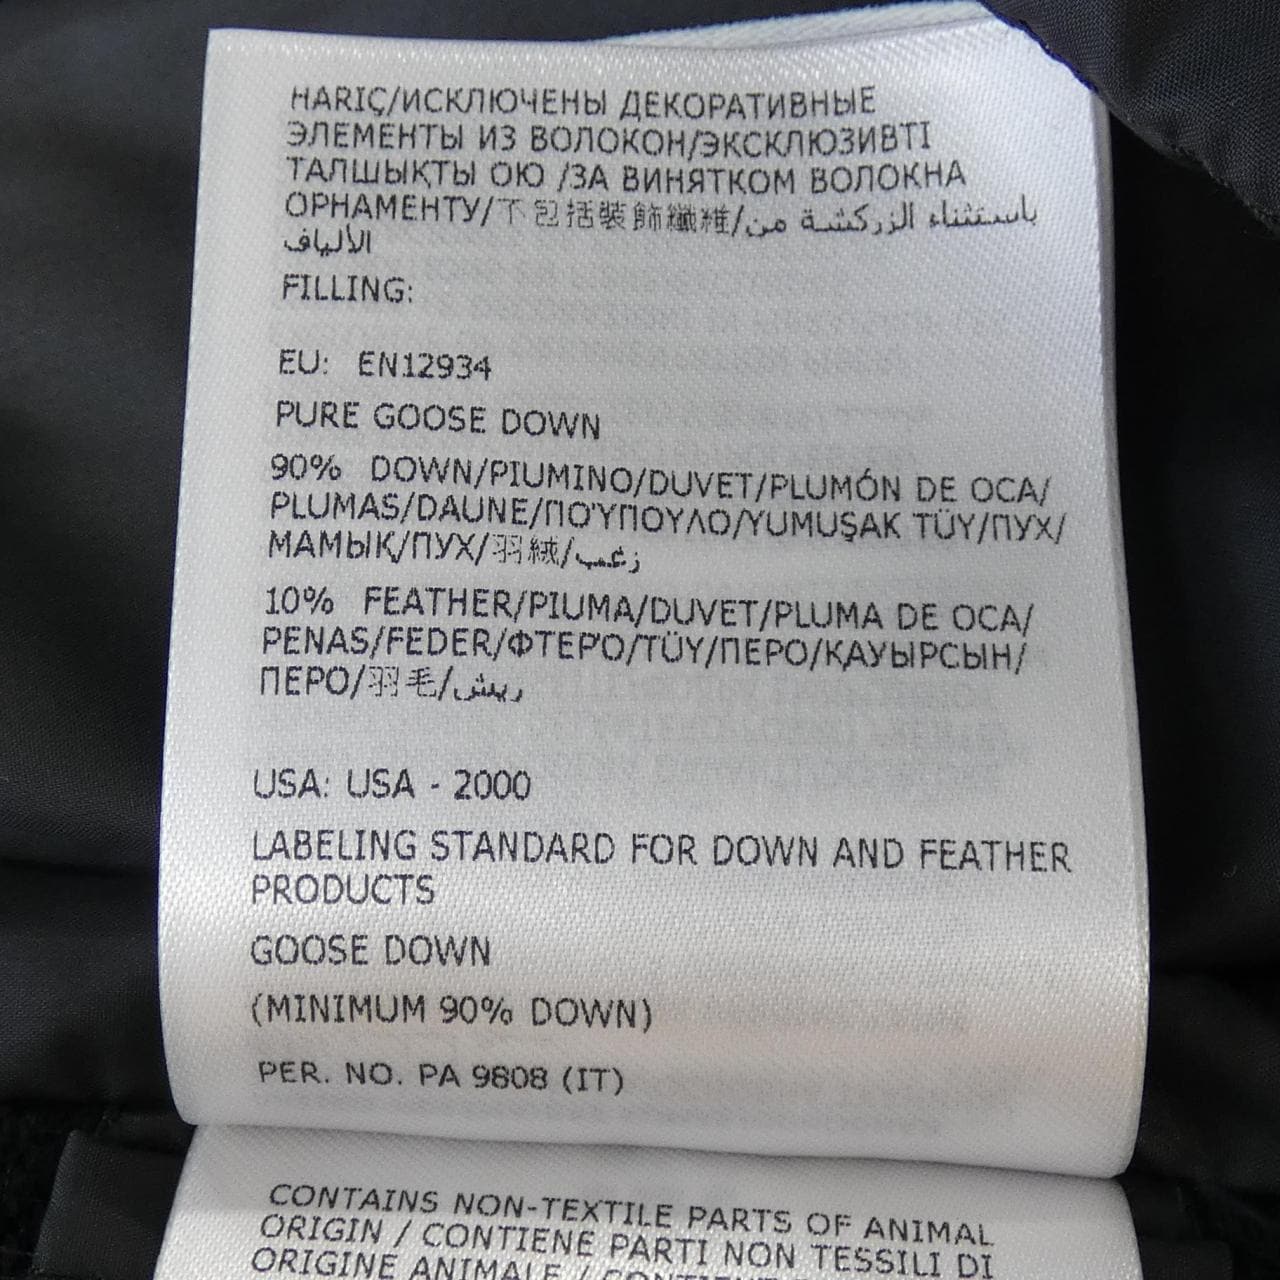 HARIÇ/ИСКЛЮЧЕНЫ ДЕКОРАТИВНЫЕ
ЭЛЕМЕНТЫ ИЗ ВОЛОКОН/ЭКСКЛЮЗИВТІ
ТАЛШЫҚТЫ ОЮ /ЗА ВИНЯТКОМ ВОЛОКНА
ОРНАМЕНТУ/不包括裝飾纖維/باستثناء الزركشة من
الألياف
FILLING:
EU: EN12934
PURE GOOSE DOWN
90% DOWN/PIUMINO/DUVET/PLUMÓN DE OCA/
PLUMAS/DAUNE/ΠΟΎΠΟΥΛΟ/YUMUŞAK TÜY/ПУХ/
МАМЫҚ/ПУХ/羽絨/زغب
10% FEATHER/PIUMA/DUVET/PLUMA DE OCA/
PENAS/FEDER/ΦΤΕΡΌ/TÜY/ПЕРО/ҚАУЫРСЫН/
ПЕРО/羽毛/ريش
USA: USA - 2000
LABELING STANDARD FOR DOWN AND FEATHER
PRODUCTS
GOOSE DOWN
(MINIMUM 90% DOWN)
PER. NO. PA 9808 (IT)
CONTAINS NON-TEXTILE PARTS OF ANIMAL
ORIGIN / CONTIENE PARTI NON TESSILI DI
ORIGINE ANIMALE /